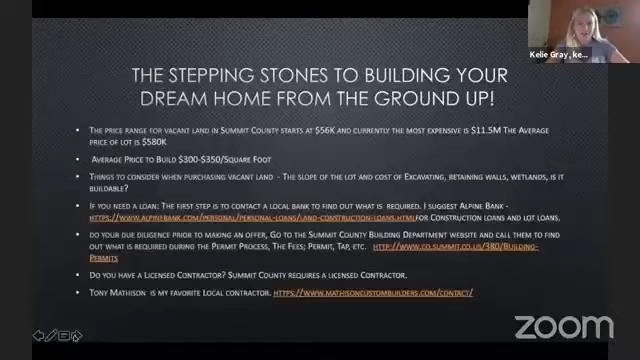 Kelie Gray, ke...
THE STEPPING STONES TO BUILDING YOUR
DREAM HOME FROM THE GROUND UP!
• THE PRICE RANGE FOR VACANT LAND IN SUMMIT COUNTY STARTS AT $56K AND CURRENTLY THE MOST EXPENSIVE IS $11.5M THE AVERAGE
PRICE OF LOT IS $580K
• AVERAGE PRICE TO BUILD $300-$350/SQUARE FOOT
• THINGS TO CONSIDER WHEN PURCHASING VACANT LAND - THE SLOPE OF THE LOT AND COST OF EXCAVATING, RETAINING WALLS, WETLANDS, IS IT
BUILDABLE?
• IF YOU NEED A LOAN: THE FIRST STEP IS TO CONTACT A LOCAL BANK TO FIND OUT WHAT IS REQUIRED. I SUGGEST ALPINE BANK -
HTTPS://WWW.ALPINEBANK.COM/PERSONAL/PERSONAL-LOANS/LAND-CONSTRUCTION-LOANS.HTMLFOR CONSTRUCTION LOANS AND LOT LOANS.
• DO YOUR DUE DILIGENCE PRIOR TO MAKING AN OFFER, GO TO THE SUMMIT COUNTY BUILDING DEPARTMENT WEBSITE AND CALL THEM TO FIND
OUT WHAT IS REQUIRED DURING THE PERMIT PROCESS, THE FEES; PERMIT, TAP, ETC. HTTP://WWW.CO.SUMMIT.CO.US/380/BUILDING-
PERMITS
• DO YOU HAVE A LICENSED CONTRACTOR? SUMMIT COUNTY REQUIRES A LICENSED CONTRACTOR.
• TONY MATHISON IS MY FAVORITE LOCAL CONTRACTOR. HTTPS://WWW.MATHISONCUSTOMBUILDERS.COM/CONTACT/
zoom